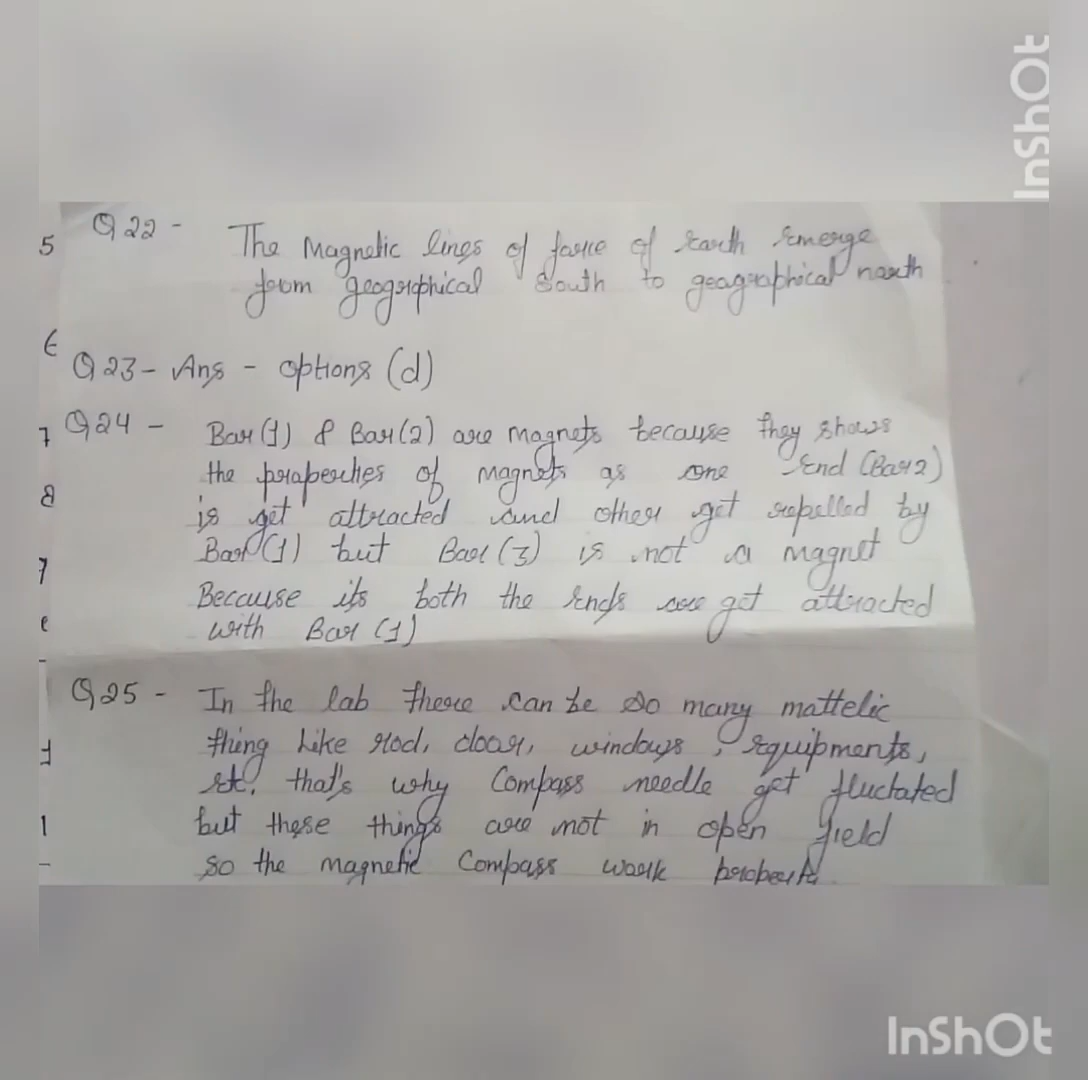 InShOt
5 Q22 - The Magnetic lines of force of Earth Emerge
from geogrophical South to geagraphical north
6
Q23 - Ans - options (d)
7 Q24 - Bar (1) & Bar (2) are magnets because they shows
8 the properties of magnets as one End (Bar 2)
is get attracted and other get repelled by
7 Bar (1) but Bar (3) is not a magnet
Because its both the Ends are get attracted
e with Bar (1)
Q25 - In the lab there can be so many mattelic
1 thing like rod, door, windows, equipments,
etc. that's why Compass needle get fluctated
1 but these things are not in open field
so the magnetic Compass work
InShOt